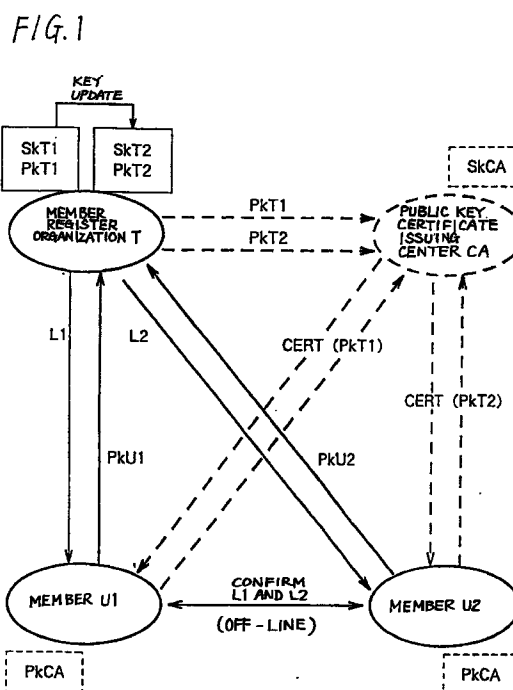 FIG.1
KEY
UPDATE
SkT1
PkT1
SkT2
PkT2
SkCA
MEMBER
REGISTER
ORGANIZATION T
PkT1
PkT2
PUBLIC KEY
CERTIFICATE
ISSUING
CENTER CA
L1
L2
CERT (PkT1)
CERT (PkT2)
PkU1
PkU2
MEMBER U1
CONFIRM
L1 AND L2
(OFF-LINE)
MEMBER U2
PkCA
PkCA